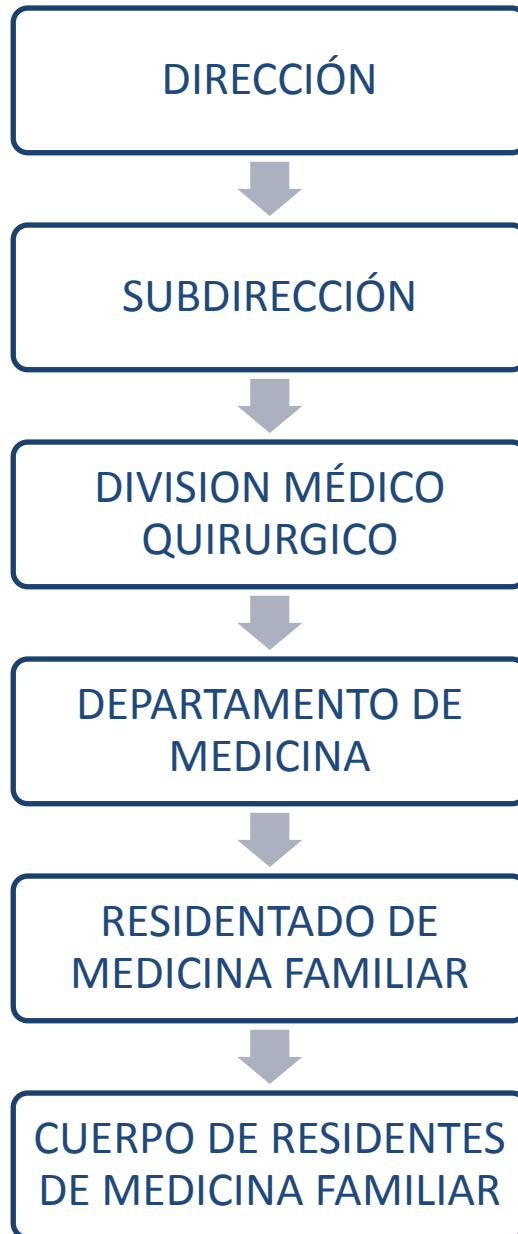 DIRECCIÓN
SUBDIRECCIÓN
DIVISION MÉDICO
QUIRURGICO
DEPARTAMENTO DE
MEDICINA
RESIDENTADO DE
MEDICINA FAMILIAR
CUERPO DE RESIDENTES
DE MEDICINA FAMILIAR